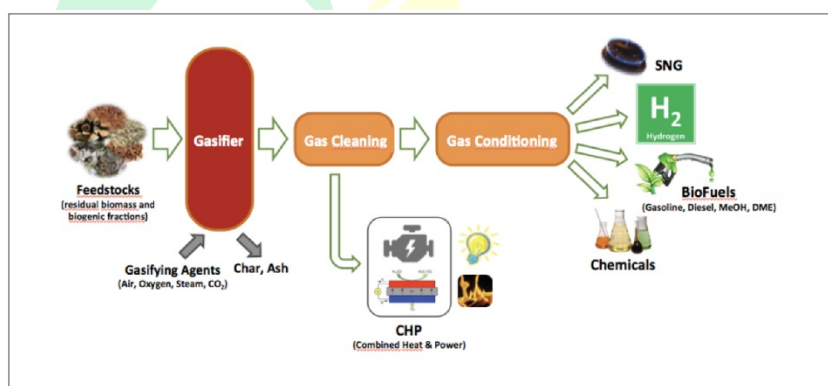 Feedstocks
(residual biomass and
biogenic fractions)
Gasifier
Gasifying Agents
(Air, Oxygen, Steam, CO₂)
Char, Ash
Gas Cleaning
Gas Conditioning
CHP
(Combined Heat & Power)
SNG
H₂
Hydrogen
BioFuels
(Gasoline, Diesel, MeOH, DME)
Chemicals